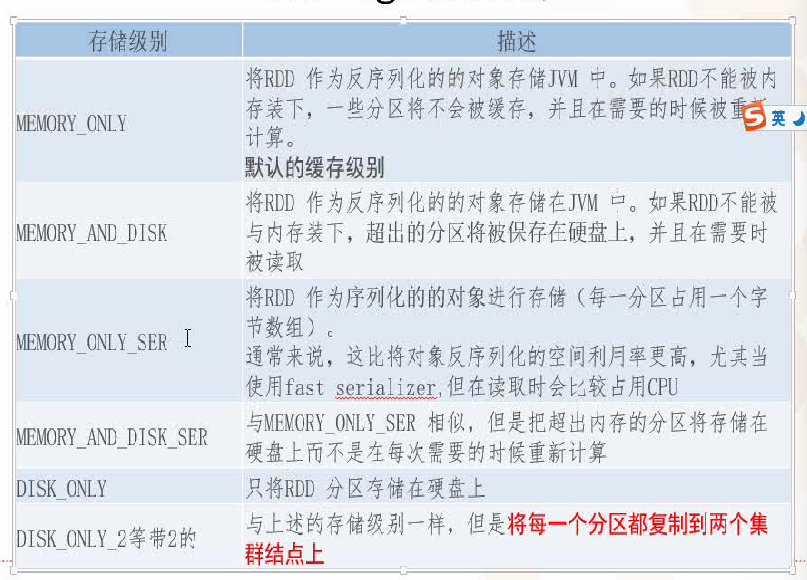 存储级别
描述
MEMORY_ONLY
将RDD 作为反序列化的的对象存储JVM 中。如果RDD不能被内
存装下，一些分区将不会被缓存，并且在需要的时候被重新
计算。
默认的缓存级别
MEMORY_AND_DISK
将RDD 作为反序列化的的对象存储在JVM 中。如果RDD不能被
与内存装下，超出的分区将被保存在硬盘上，并且在需要时
被读取
MEMORY_ONLY_SER
将RDD 作为序列化的的对象进行存储（每一分区占用一个字
节数组）。
通常来说，这比将对象反序列化的空间利用率更高，尤其当
使用fast serializer,但在读取时会比较占用CPU
MEMORY_AND_DISK_SER
与MEMORY_ONLY_SER 相似，但是把超出内存的分区将存储在
硬盘上而不是在每次需要的时候重新计算
DISK_ONLY
只将RDD 分区存储在硬盘上
DISK_ONLY_2等带2的
与上述的存储级别一样，但是将每一个分区都复制到两个集
群结点上
英